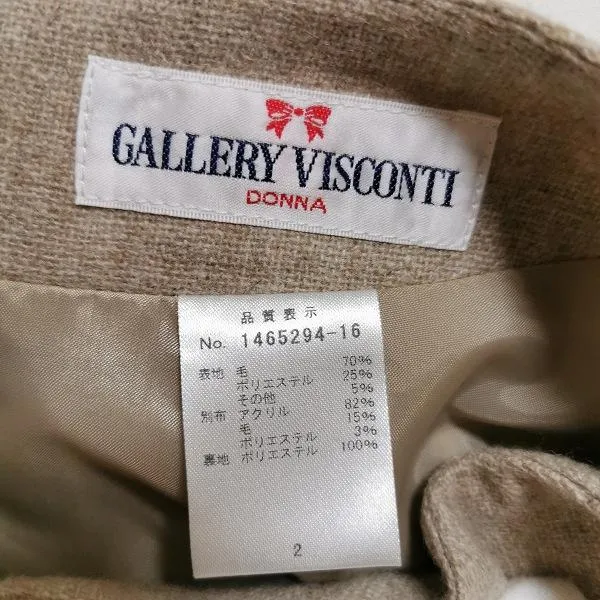 GALLERY VISCONTI
DONNA
品質表示
No. 1465294-16
表地 毛 70%
ポリエステル 25%
その他 5%
別布 アクリル 82%
毛 15%
ポリエステル 3%
裏地 ポリエステル 100%
2